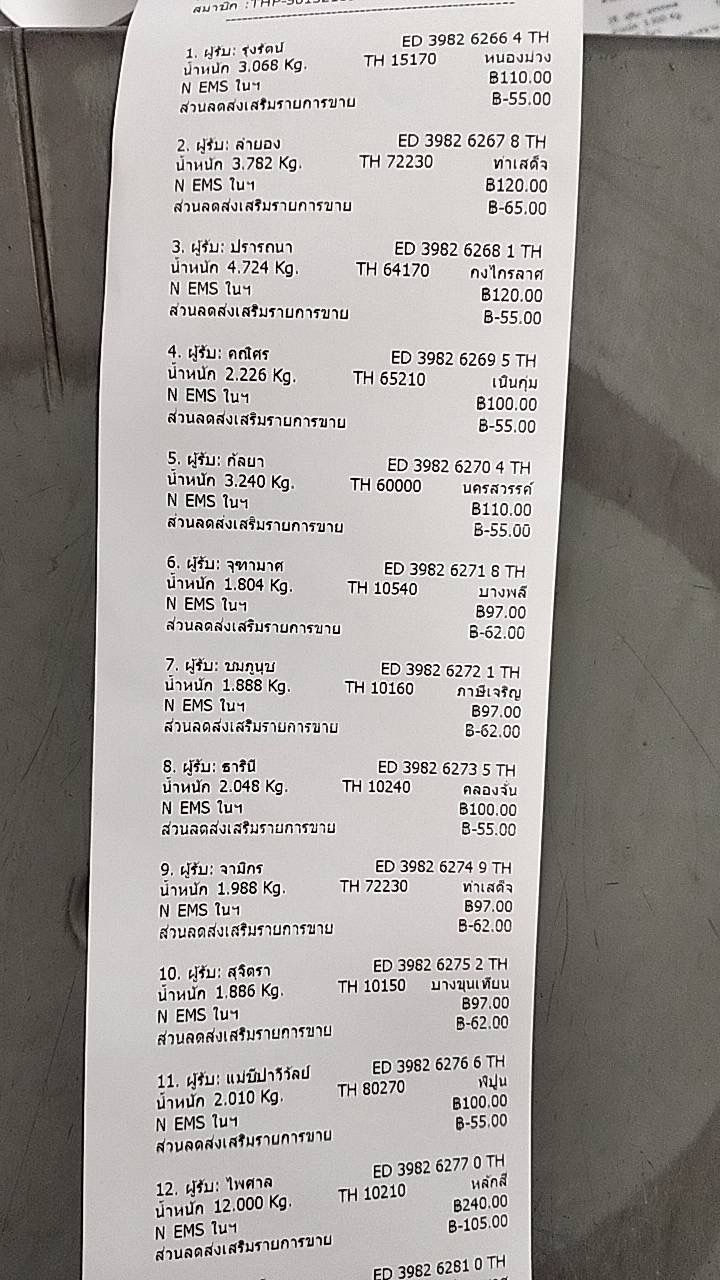 สมาชิก :THP-
1. ผู้รับ: รุ่งรัตน์ ED 3982 6266 4 TH
น้ำหนัก 3.068 Kg. TH 15170 หนองม่วง
N EMS ในฯ ฿110.00
ส่วนลดส่งเสริมรายการขาย ฿-55.00
2. ผู้รับ: ลำยอง ED 3982 6267 8 TH
น้ำหนัก 3.782 Kg. TH 72230 ท่าเสด็จ
N EMS ในฯ ฿120.00
ส่วนลดส่งเสริมรายการขาย ฿-65.00
3. ผู้รับ: ปรารถนา ED 3982 6268 1 TH
น้ำหนัก 4.724 Kg. TH 64170 กงไกรลาศ
N EMS ในฯ ฿120.00
ส่วนลดส่งเสริมรายการขาย ฿-55.00
4. ผู้รับ: คณิศร ED 3982 6269 5 TH
น้ำหนัก 2.226 Kg. TH 65210 เนินกุ่ม
N EMS ในฯ ฿100.00
ส่วนลดส่งเสริมรายการขาย ฿-55.00
5. ผู้รับ: กัลยา ED 3982 6270 4 TH
น้ำหนัก 3.240 Kg. TH 60000 นครสวรรค์
N EMS ในฯ ฿110.00
ส่วนลดส่งเสริมรายการขาย ฿-55.00
6. ผู้รับ: จุฑามาศ ED 3982 6271 8 TH
น้ำหนัก 1.804 Kg. TH 10540 บางพลี
N EMS ในฯ ฿97.00
ส่วนลดส่งเสริมรายการขาย ฿-62.00
7. ผู้รับ: ชมภูนุช ED 3982 6272 1 TH
น้ำหนัก 1.888 Kg. TH 10160 ภาษีเจริญ
N EMS ในฯ ฿97.00
ส่วนลดส่งเสริมรายการขาย ฿-62.00
8. ผู้รับ: ธารินี ED 3982 6273 5 TH
น้ำหนัก 2.048 Kg. TH 10240 คลองจั่น
N EMS ในฯ ฿100.00
ส่วนลดส่งเสริมรายการขาย ฿-55.00
9. ผู้รับ: จามิกร ED 3982 6274 9 TH
น้ำหนัก 1.988 Kg. TH 72230 ท่าเสด็จ
N EMS ในฯ ฿97.00
ส่วนลดส่งเสริมรายการขาย ฿-62.00
10. ผู้รับ: สุจิตรา ED 3982 6275 2 TH
น้ำหนัก 1.886 Kg. TH 10150 บางขุนเทียน
N EMS ในฯ ฿97.00
ส่วนลดส่งเสริมรายการขาย ฿-62.00
11. ผู้รับ: ED 3982 6276 6 TH
น้ำหนัก 2.010 Kg. TH 80270 พิปูน
N EMS ในฯ ฿100.00
ส่วนลดส่งเสริมรายการขาย ฿-55.00
12. ผู้รับ: ไพศาล ED 3982 6277 0 TH
น้ำหนัก 12.000 Kg. TH 10210 หลักสี่
N EMS ในฯ ฿240.00
ส่วนลดส่งเสริมรายการขาย ฿-105.00
ED 3982 6281 0 TH